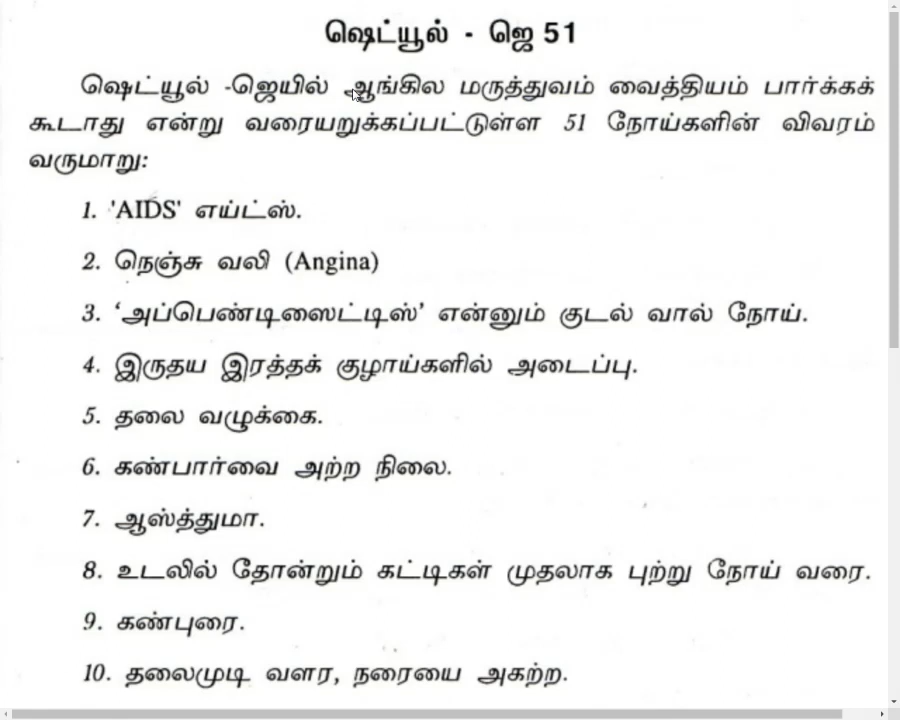 ஷெட்யூல் - ஜெ 51
ஷெட்யூல் -ஜெயில் ஆங்கில மருத்துவம் வைத்தியம் பார்க்கக்
கூடாது என்று வரையறுக்கப்பட்டுள்ள 51 நோய்களின் விவரம்
வருமாறு:
1. 'AIDS' எய்ட்ஸ்.
2. நெஞ்சு வலி (Angina)
3. ‘அப்பெண்டிஸைட்டிஸ்’ என்னும் குடல் வால் நோய்.
4. இருதய இரத்தக் குழாய்களில் அடைப்பு.
5. தலை வழுக்கை.
6. கண்பார்வை அற்ற நிலை.
7. ஆஸ்த்துமா.
8. உடலில் தோன்றும் கட்டிகள் முதலாக புற்று நோய் வரை.
9. கண்புரை.
10. தலைமுடி வளர, நரையை அகற்ற.